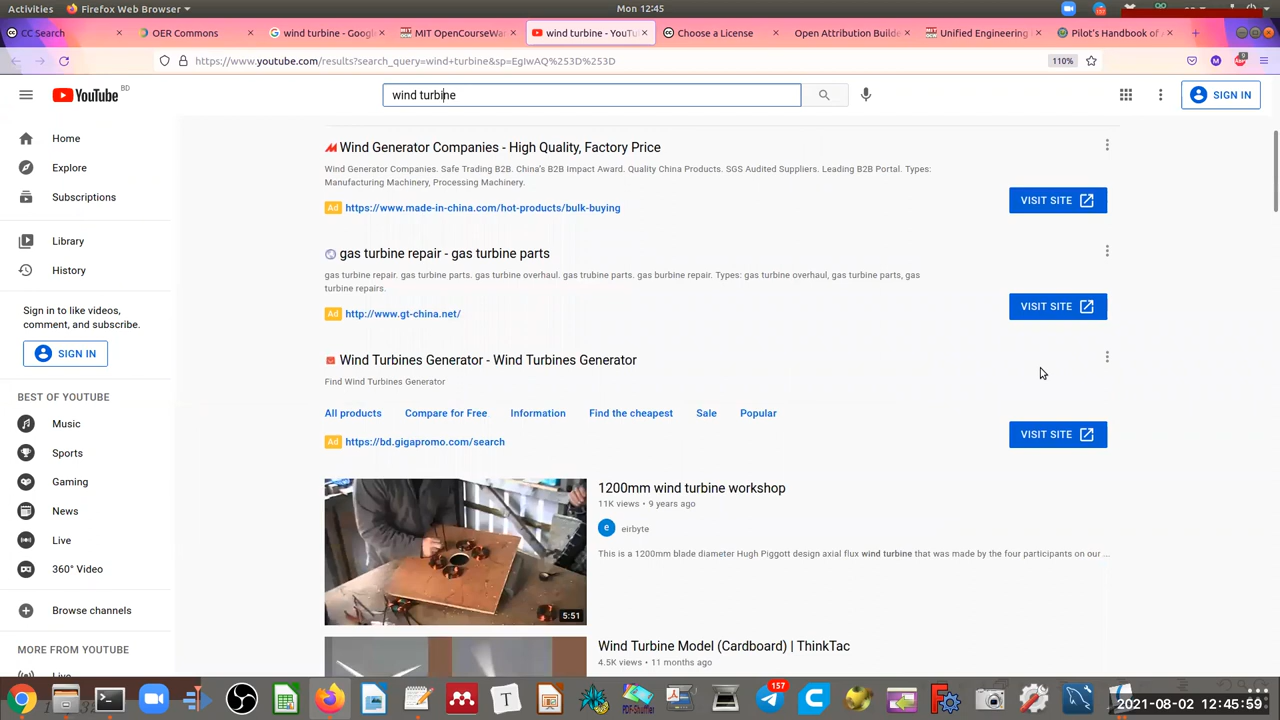 Activities Firefox Web Browser Mon 12:45
CC Search OER Commons wind turbine - Goog MIT OpenCourseWa wind turbine - YouTu Choose a License Open Attribution Builde Unified Engineering Pilot's Handbook of
https://www.youtube.com/results?search_query=wind+turbine&sp=EgIwAQ%253D%253D 110%
YouTube BD wind turbine SIGN IN
Home
Explore
Subscriptions
Library
History
Sign in to like videos,
comment, and subscribe.
SIGN IN
BEST OF YOUTUBE
Music
Sports
Gaming
News
Live
360° Video
Browse channels
MORE FROM YOUTUBE
Live
Wind Generator Companies - High Quality, Factory Price
Wind Generator Companies. Safe Trading B2B. China's B2B Impact Award. Quality China Products. SGS Audited Suppliers. Leading B2B Portal. Types:
Manufacturing Machinery, Processing Machinery.
Ad https://www.made-in-china.com/hot-products/bulk-buying
VISIT SITE
gas turbine repair - gas turbine parts
gas turbine repair. gas turbine parts. gas turbine overhaul. gas trubine parts. gas burbine repair. Types: gas turbine overhaul, gas turbine parts, gas
turbine repairs.
Ad http://www.gt-china.net/
VISIT SITE
Wind Turbines Generator - Wind Turbines Generator
Find Wind Turbines Generator
All products Compare for Free Information Find the cheapest Sale Popular
Ad https://bd.gigapromo.com/search
VISIT SITE
1200mm wind turbine workshop
11K views • 9 years ago
e eirbyte
This is a 1200mm blade diameter Hugh Piggott design axial flux wind turbine that was made by the four participants on our ...
5:51
Wind Turbine Model (Cardboard) | ThinkTac
4.5K views • 11 months ago
157
2021-08-02 12:45:59